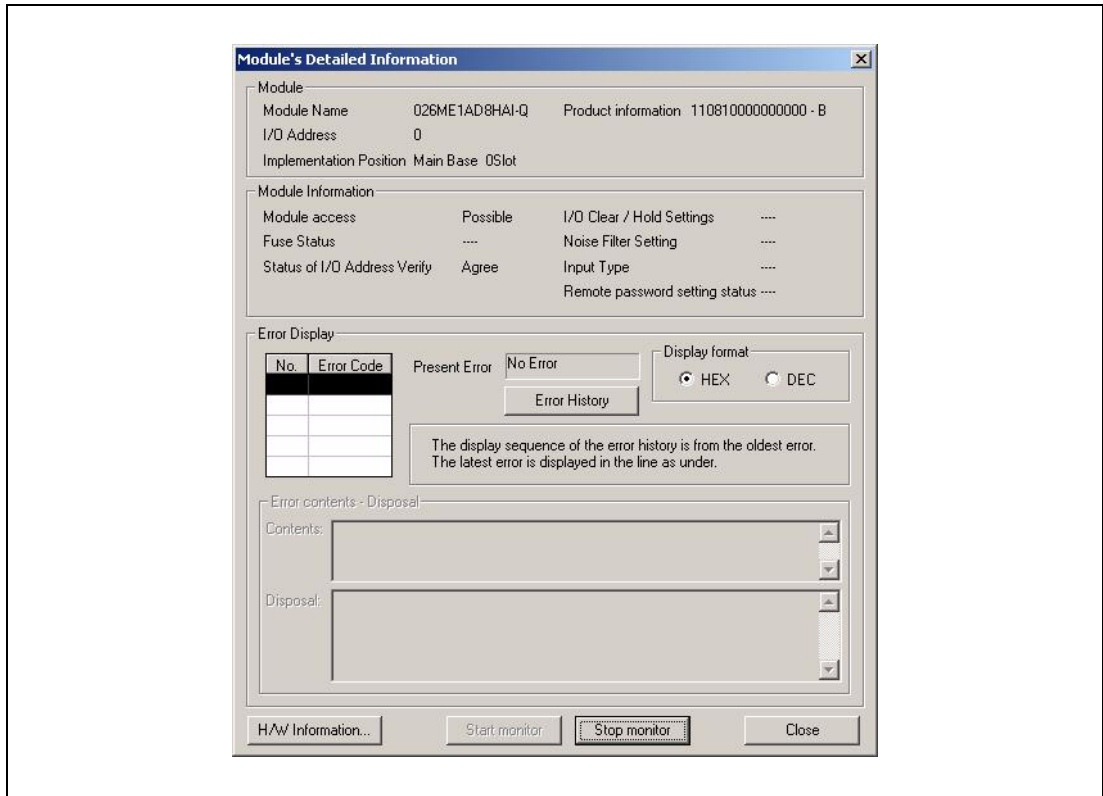 Module's Detailed Information
Module
Module Name 026ME1AD8HAI-Q Product information 110810000000000 - B
I/O Address 0
Implementation Position Main Base 0Slot
Module Information
Module access Possible I/O Clear / Hold Settings ----
Fuse Status ---- Noise Filter Setting ----
Status of I/O Address Verify Agree Input Type ----
Remote password setting status ----
Error Display
No. Error Code
Present Error No Error
Display format
HEX DEC
Error History
The display sequence of the error history is from the oldest error.
The latest error is displayed in the line as under.
Error contents - Disposal
Contents:
Disposal:
H/W Information... Start monitor Stop monitor Close